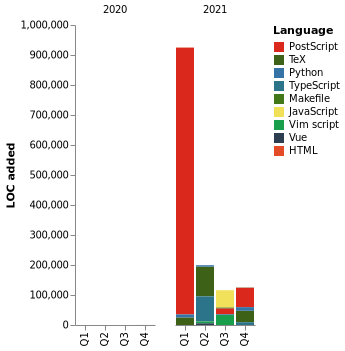 2020
2021
LOC added
1,000,000
900,000
800,000
700,000
600,000
500,000
400,000
300,000
200,000
100,000
0
Q1
Q2
Q3
Q4
Q1
Q2
Q3
Q4
Language
PostScript
TeX
Python
TypeScript
Makefile
JavaScript
Vim script
Vue
HTML